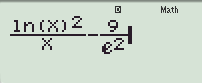 D Math
ln(X)² / X - 9 / e²